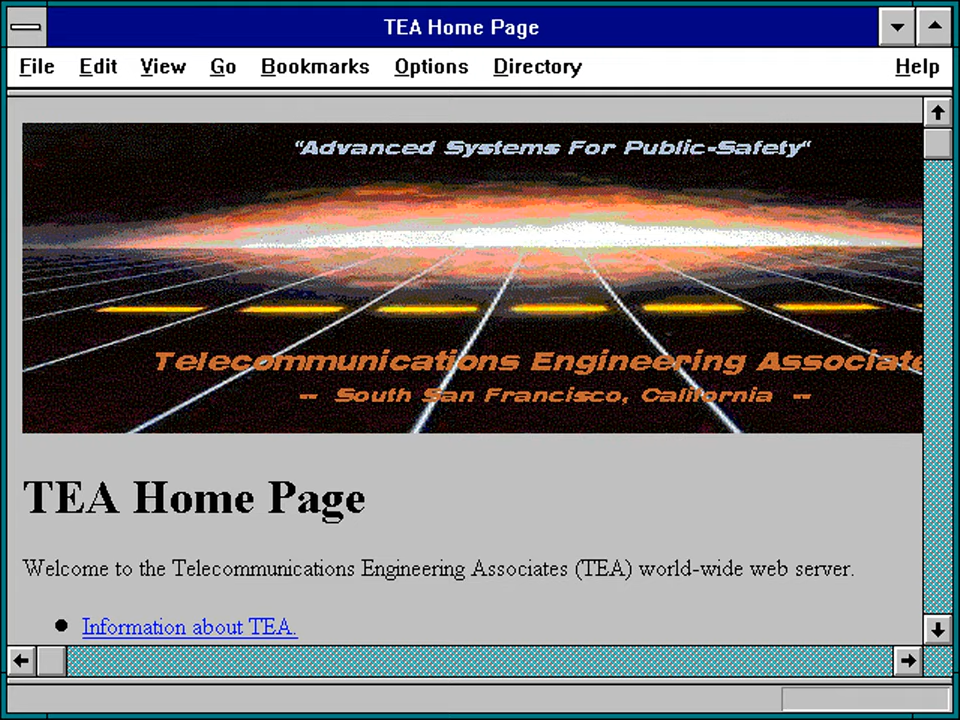 TEA Home Page
File Edit View Go Bookmarks Options Directory Help
"Advanced Systems For Public-Safety"
Telecommunications Engineering Associate
-- South San Francisco, California --
TEA Home Page
Welcome to the Telecommunications Engineering Associates (TEA) world-wide web server.
Information about TEA.